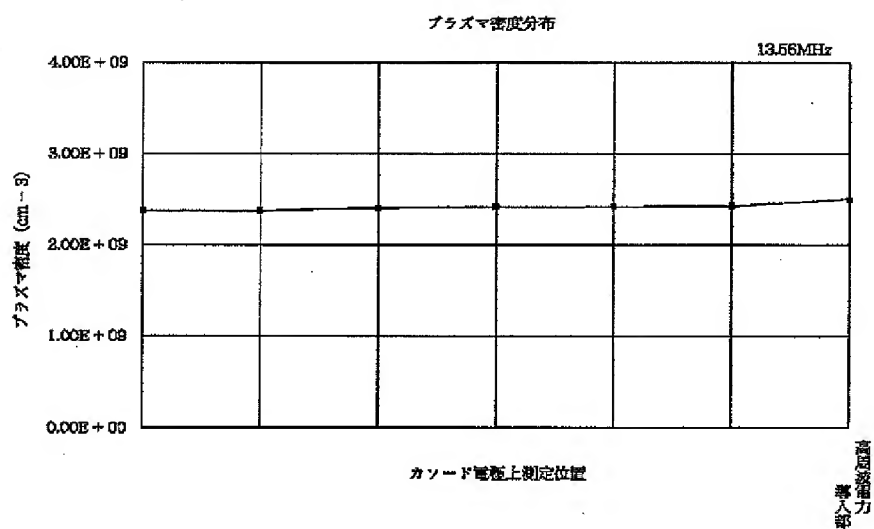 プラズマ密度分布
13.56MHz
4.00E+09
3.00E+09
2.00E+09
1.00E+09
0.00E+00
プラズマ密度 (cm-3)
カソード電極上測定位置
高周波電力
導入部